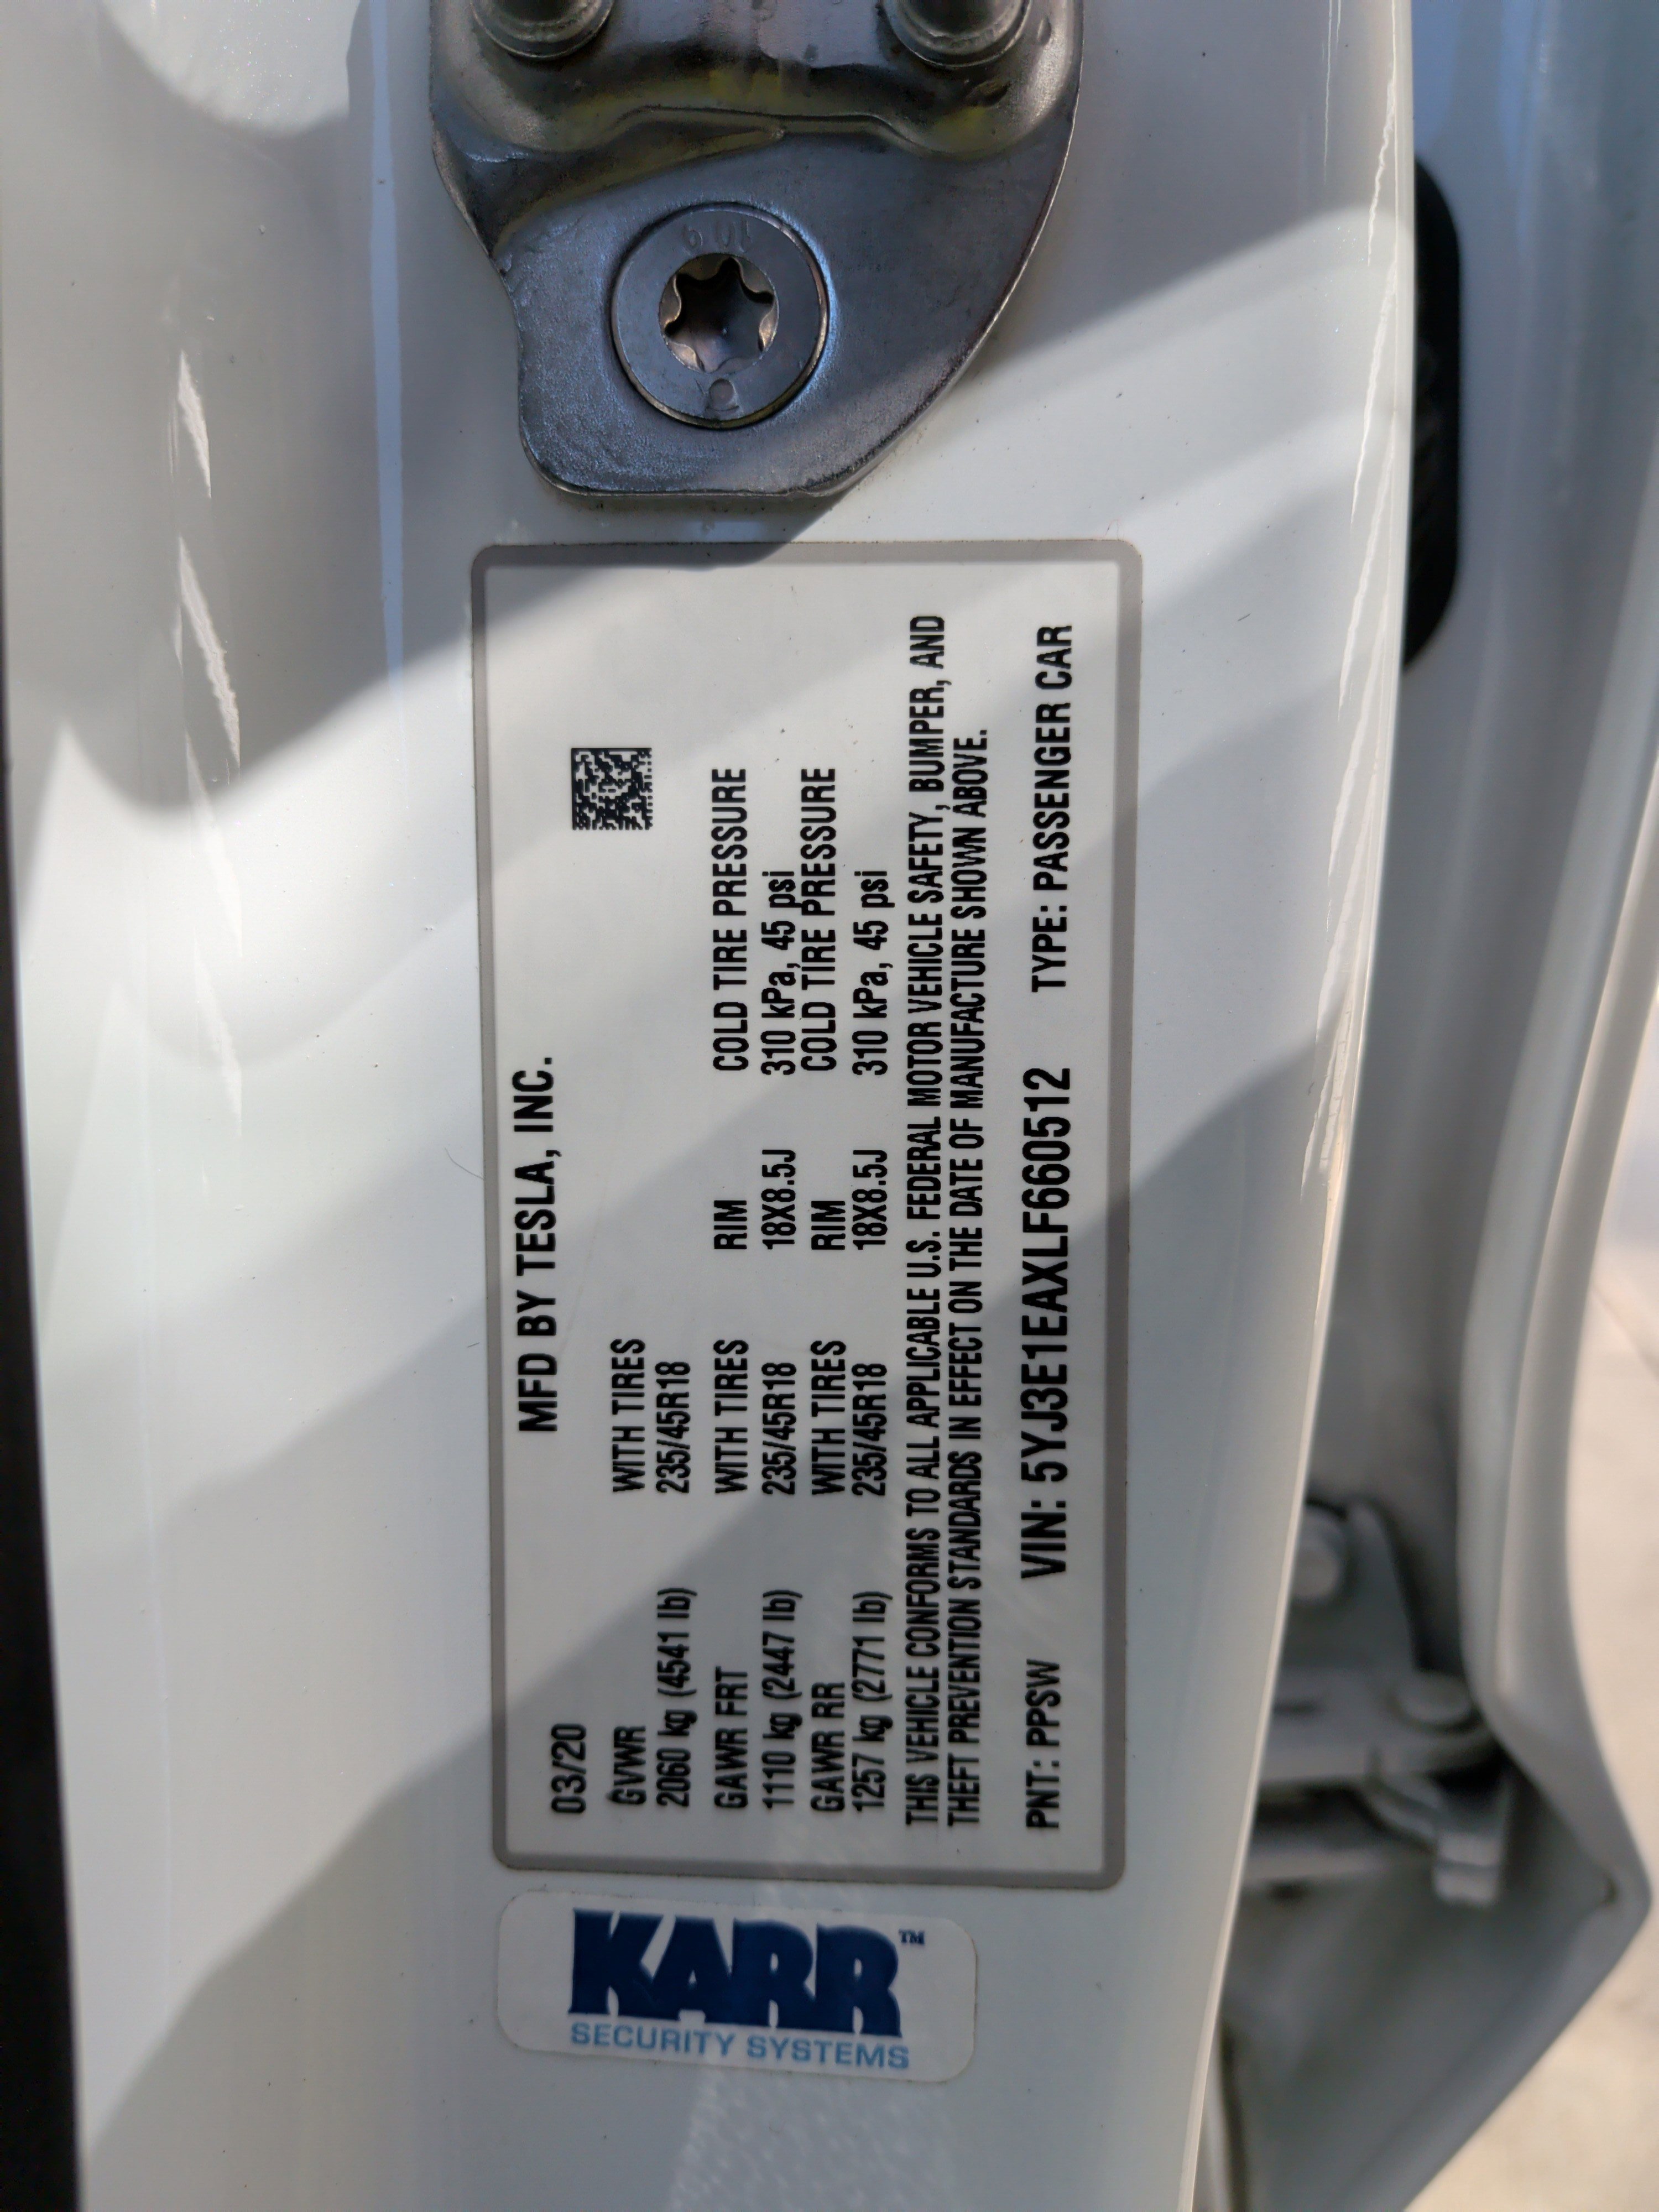 10.9
MFD BY TESLA, INC.
03/20
GVWR WITH TIRES
2060 kg (4541 lb) 235/45R18
GAWR FRT WITH TIRES RIM COLD TIRE PRESSURE
1110 kg (2447 lb) 235/45R18 18X8.5J 310 kPa, 45 psi
GAWR RR WITH TIRES RIM COLD TIRE PRESSURE
1257 kg (2771 lb) 235/45R18 18X8.5J 310 kPa, 45 psi
THIS VEHICLE CONFORMS TO ALL APPLICABLE U.S. FEDERAL MOTOR VEHICLE SAFETY, BUMPER, AND
THEFT PREVENTION STANDARDS IN EFFECT ON THE DATE OF MANUFACTURE SHOWN ABOVE.
PNT: PPSW VIN: 5YJ3E1EAXLF660512 TYPE: PASSENGER CAR
KARR™
SECURITY SYSTEMS